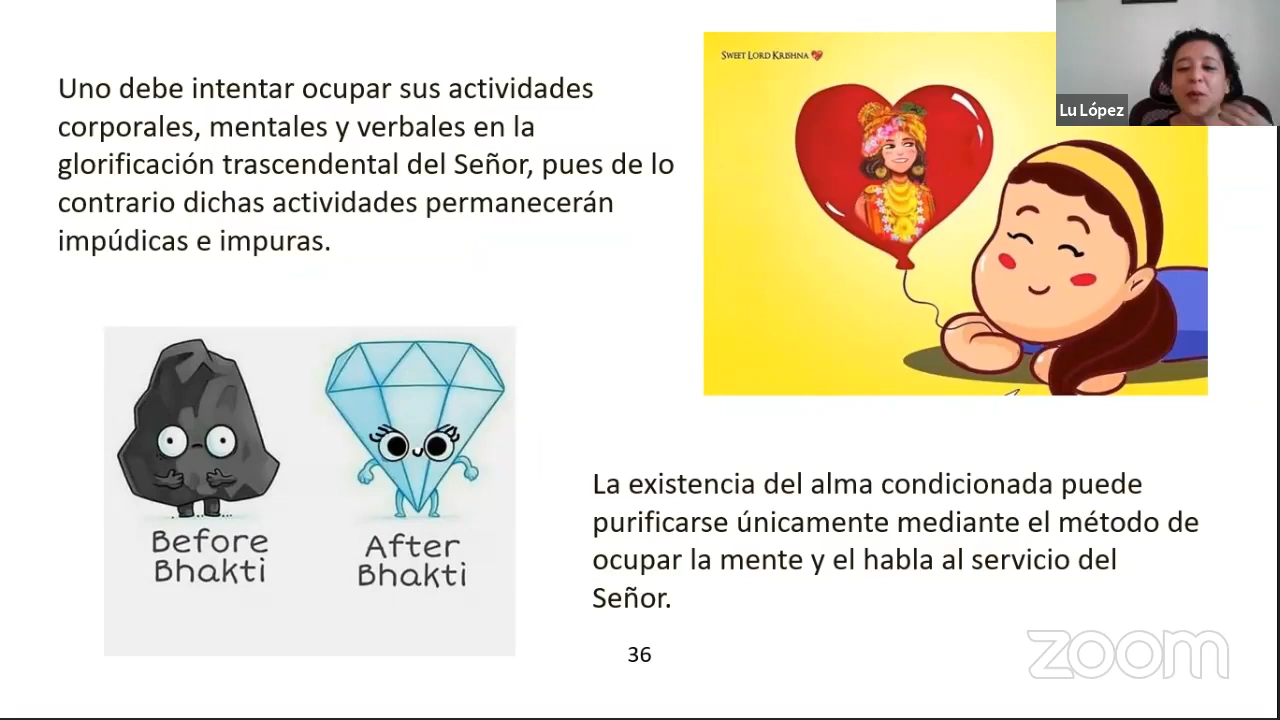 Uno debe intentar ocupar sus actividades
corporales, mentales y verbales en la
glorificación trascendental del Señor, pues de lo
contrario dichas actividades permanecerán
impúdicas e impuras.
SWEET LORD KRISHNA
Lu López
Before
Bhakti
After
Bhakti
La existencia del alma condicionada puede
purificarse únicamente mediante el método de
ocupar la mente y el habla al servicio del
Señor.
36
zoom